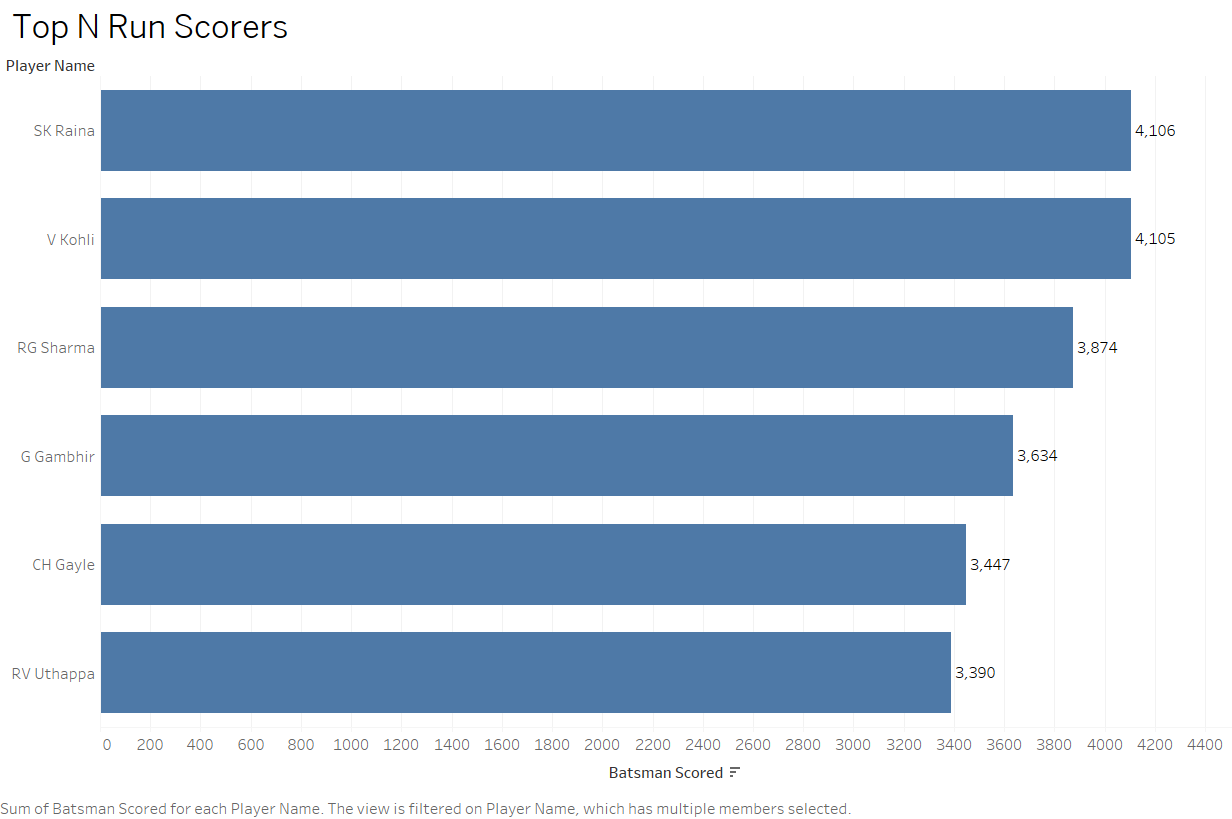 Top N Run Scorers
Player Name
SK Raina 4,106
V Kohli 4,105
RG Sharma 3,874
G Gambhir 3,634
CH Gayle 3,447
RV Uthappa 3,390
0 200 400 600 800 1000 1200 1400 1600 1800 2000 2200 2400 2600 2800 3000 3200 3400 3600 3800 4000 4200 4400
Batsman Scored
Sum of Batsman Scored for each Player Name. The view is filtered on Player Name, which has multiple members selected.